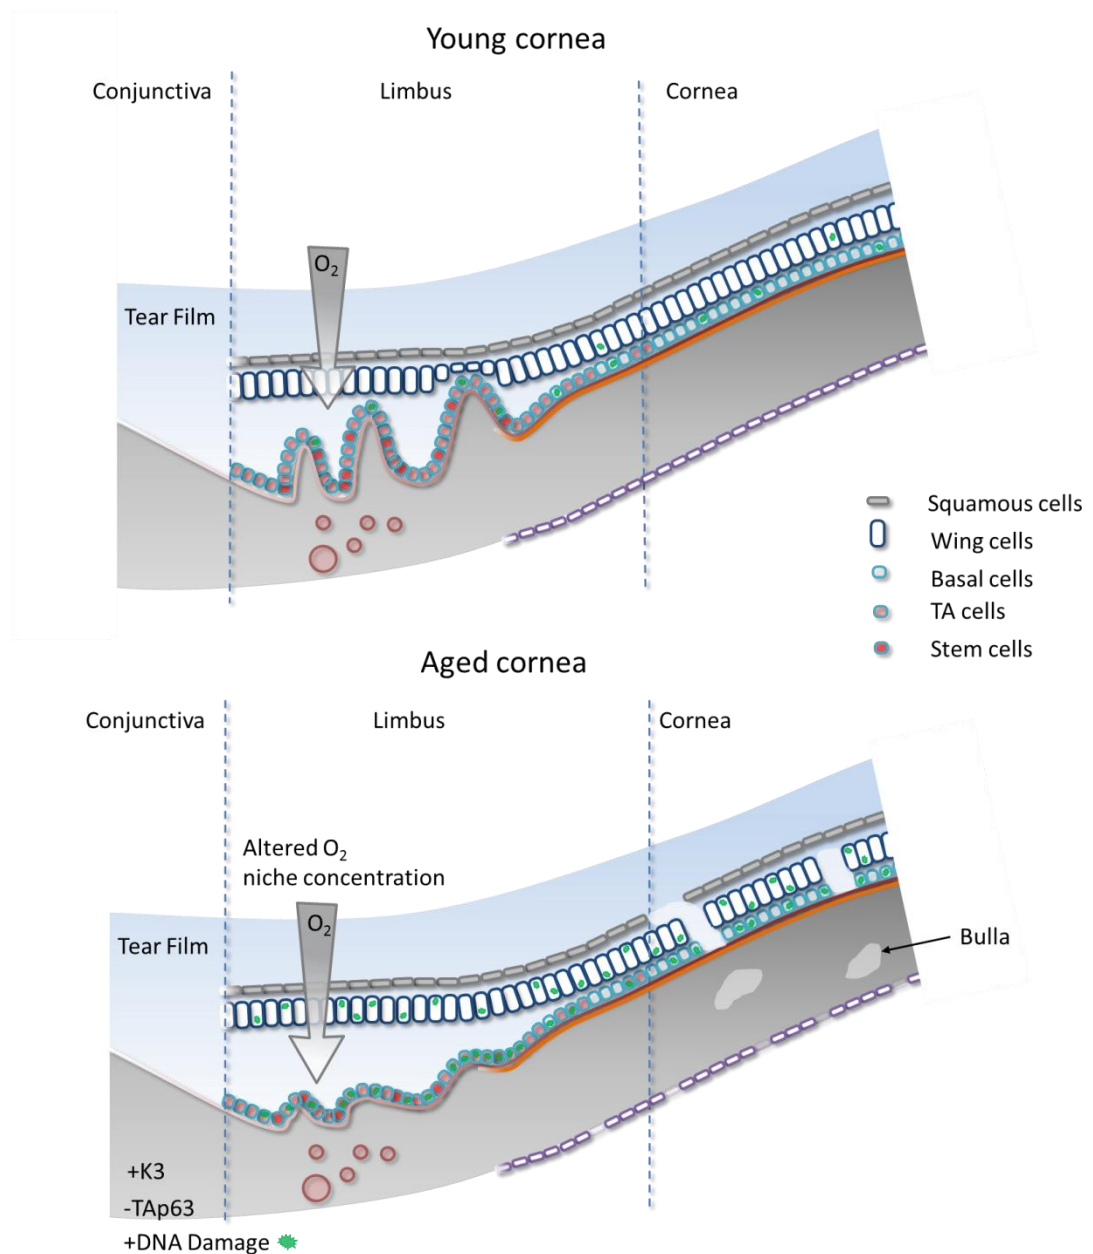 Young cornea
Conjunctiva
Limbus
Cornea
O₂
Tear Film
Squamous cells
Wing cells
Basal cells
TA cells
Stem cells
Aged cornea
Conjunctiva
Limbus
Cornea
Altered O₂
niche concentration
O₂
Tear Film
Bulla
+K3
-TAp63
+DNA Damage